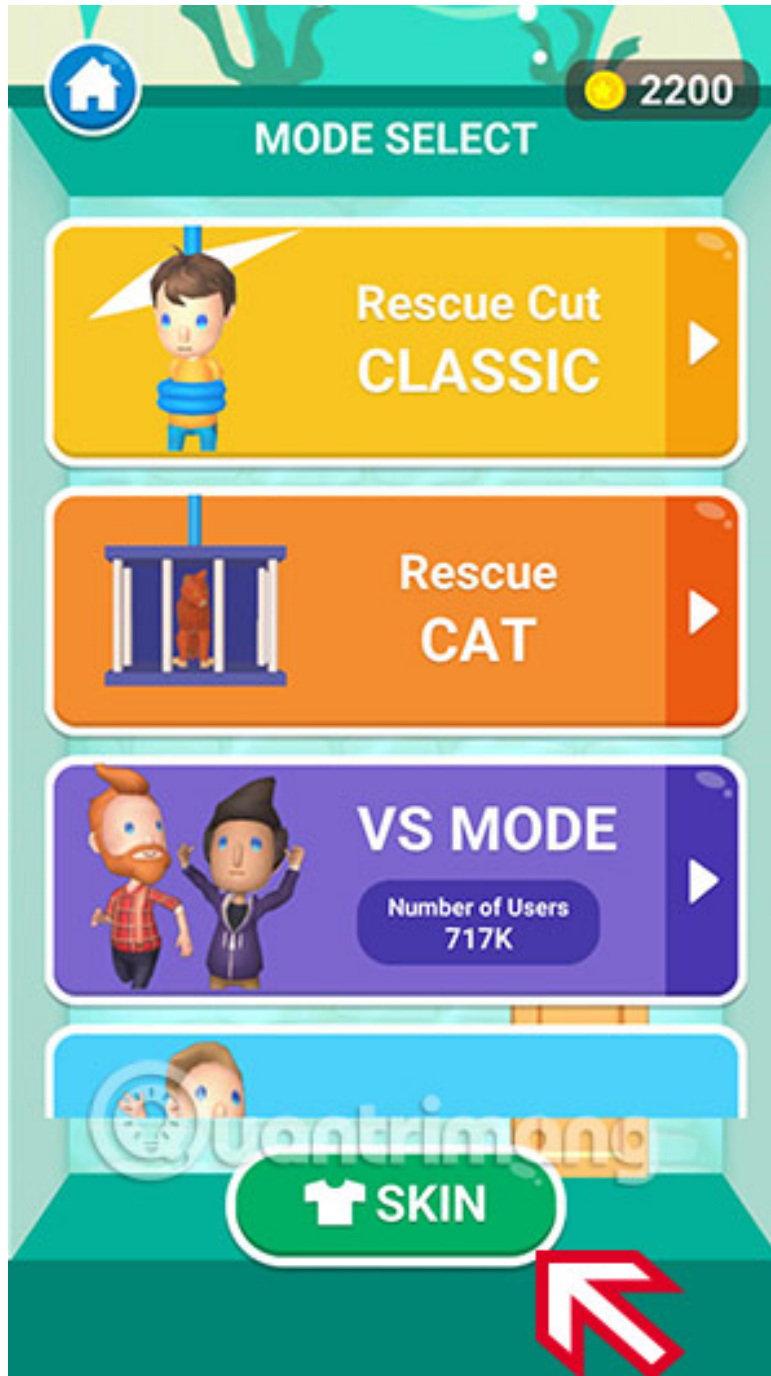 2200
MODE SELECT
Rescue Cut
CLASSIC
Rescue
CAT
VS MODE
Number of Users
717K
Quantrimang
SKIN